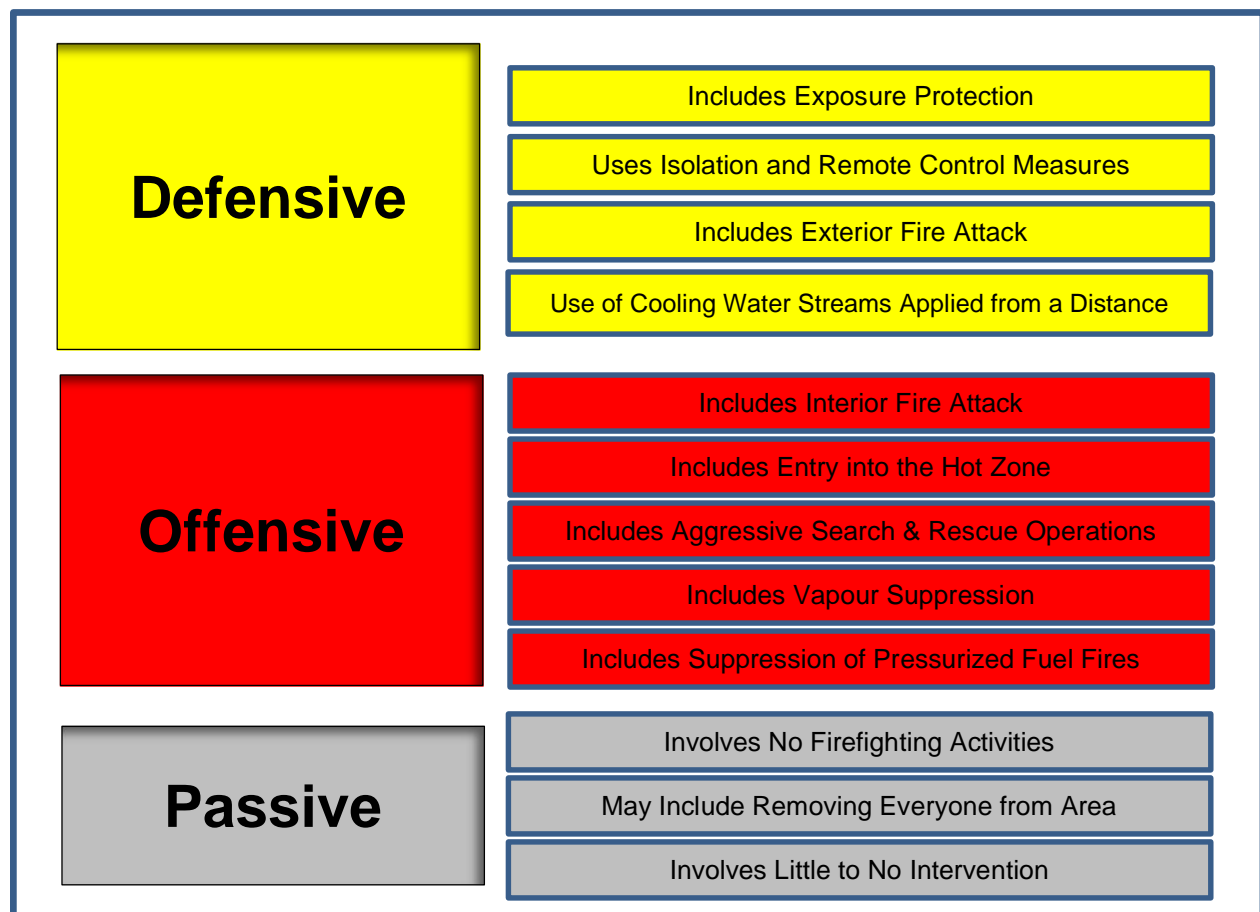 Defensive
Includes Exposure Protection
Uses Isolation and Remote Control Measures
Includes Exterior Fire Attack
Use of Cooling Water Streams Applied from a Distance
Offensive
Includes Interior Fire Attack
Includes Entry into the Hot Zone
Includes Aggressive Search & Rescue Operations
Includes Vapour Suppression
Includes Suppression of Pressurized Fuel Fires
Passive
Involves No Firefighting Activities
May Include Removing Everyone from Area
Involves Little to No Intervention